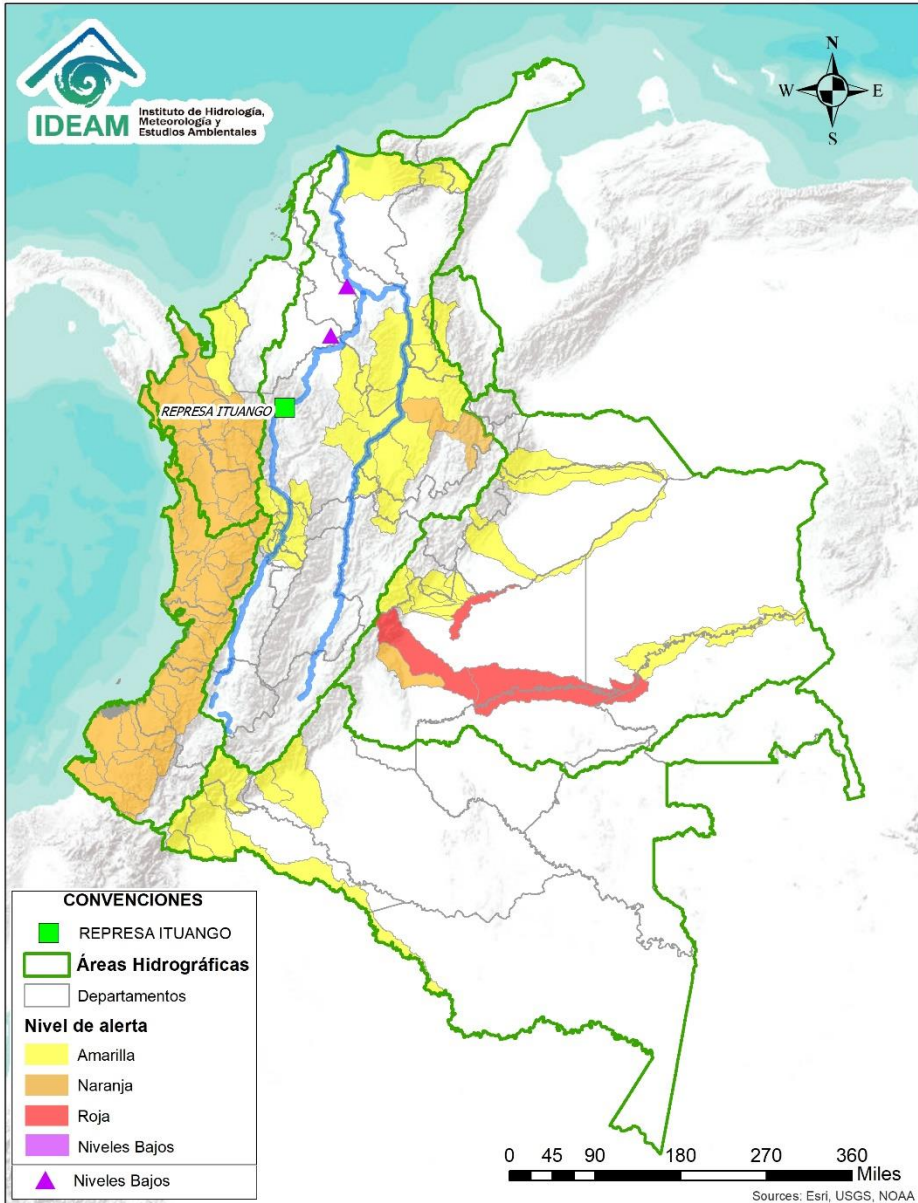 IDEAM
Instituto de Hidrología,
Meteorología y
Estudios Ambientales
N
W
E
S
REPRESA ITUANGO
CONVENCIONES
REPRESA ITUANGO
Áreas Hidrográficas
Departamentos
Nivel de alerta
Amarilla
Naranja
Roja
Niveles Bajos
Niveles Bajos
0 45 90 180 270 360
Miles
Sources: Esri, USGS, NOAA